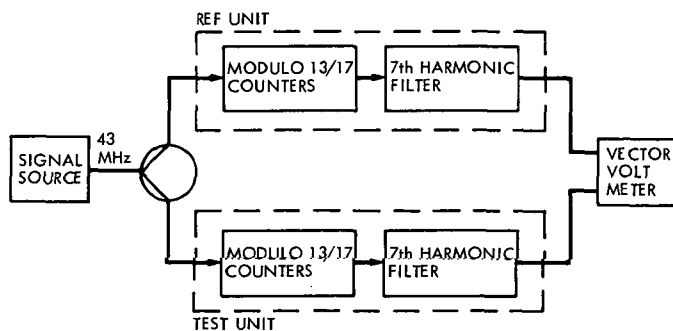 REF UNIT
MODULO 13/17
COUNTERS
7th HARMONIC
FILTER
43
MHz
SIGNAL
SOURCE
VECTOR
VOLT
METER
MODULO 13/17
COUNTERS
7th HARMONIC
FILTER
TEST UNIT